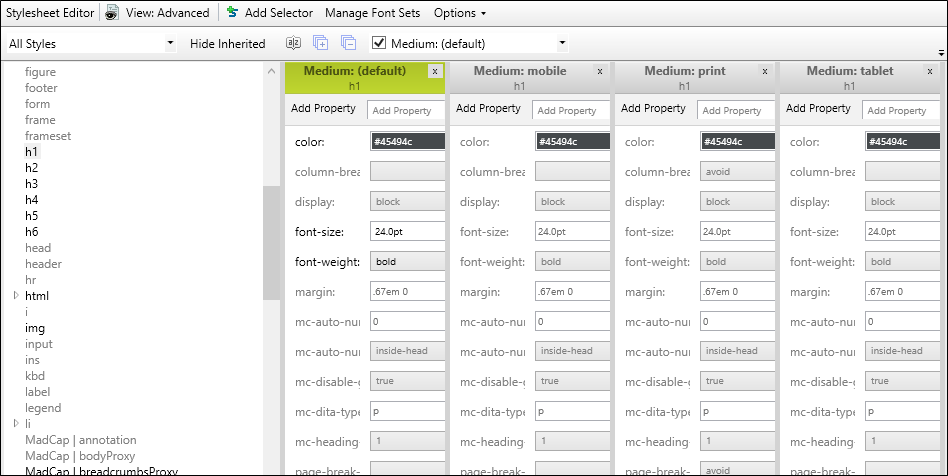 Stylesheet Editor View: Advanced Add Selector Manage Font Sets Options
All Styles Hide Inherited Medium: (default)
figure
footer
form
frame
frameset
h1
h2
h3
h4
h5
h6
head
header
hr
html
i
img
input
ins
kbd
label
legend
li
MadCap | annotation
MadCap | bodyProxy
MadCap | breadcrumbsProxy
Medium: (default) x
h1
Add Property Add Property
color: #45494c
column-brea
display: block
font-size: 24.0pt
font-weight: bold
margin: .67em 0
mc-auto-nur 0
mc-auto-nur inside-head
mc-disable-g true
mc-dita-type p
mc-heading- 1
page-break-
Medium: mobile x
h1
Add Property Add Property
color: #45494c
column-brea
display: block
font-size: 24.0pt
font-weight: bold
margin: .67em 0
mc-auto-nur 0
mc-auto-nur inside-head
mc-disable-g true
mc-dita-type p
mc-heading- 1
page-break-
Medium: print x
h1
Add Property Add Property
color: #45494c
column-brea avoid
display: block
font-size: 24.0pt
font-weight: bold
margin: .67em 0
mc-auto-nur 0
mc-auto-nur inside-head
mc-disable-g true
mc-dita-type p
mc-heading- 1
page-break- avoid
Medium: tablet x
h1
Add Property Add Property
color: #45494c
column-brea
display: block
font-size: 24.0pt
font-weight: bold
margin: .67em 0
mc-auto-nur 0
mc-auto-nur inside-head
mc-disable-g true
mc-dita-type p
mc-heading- 1
page-break-